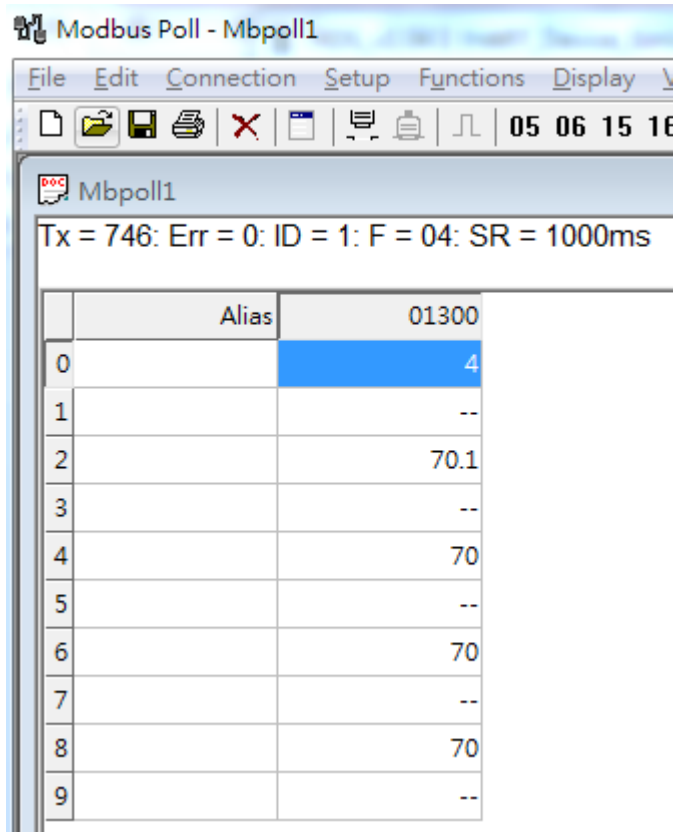 Modbus Poll - Mbpoll1
File Edit Connection Setup Functions Display
05 06 15
Mbpoll1
Tx = 746: Err = 0: ID = 1: F = 04: SR = 1000ms
Alias 01300
0 4
1 --
2 70.1
3 --
4 70
5 --
6 70
7 --
8 70
9 --